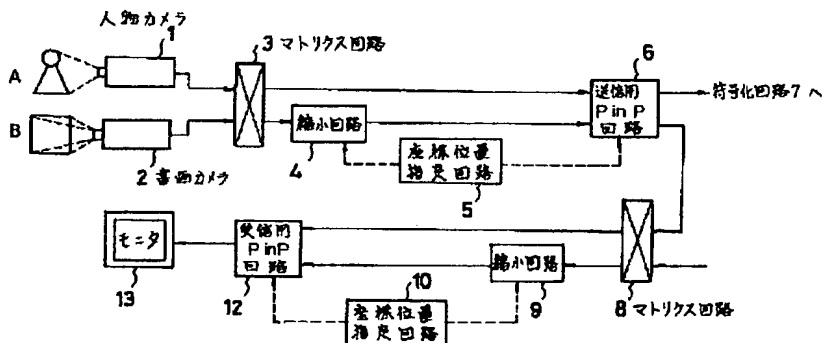 人物カメラ
1
3 マトリクス回路
6
A
送信用
PinP
回路
符号化回路7へ
B
縮小回路
4
座標位置
指定回路
5
2 書画カメラ
モニタ
13
受信用
PinP
回路
12
10
座標位置
指定回路
縮小回路
9
8 マトリクス回路